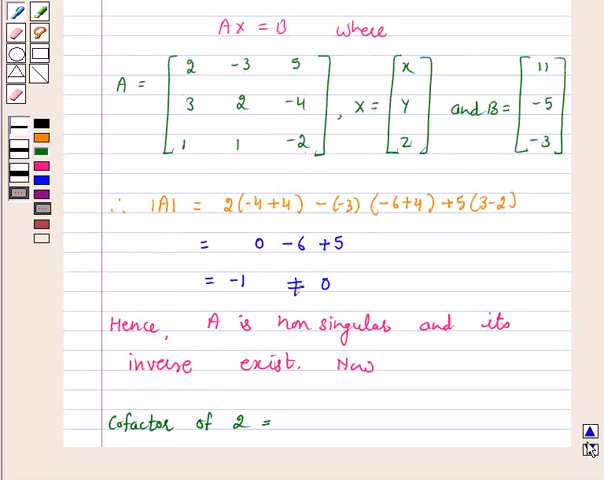 AX = B where
A = [ 2 -3 5 ; 3 2 -4 ; 1 1 -2 ], X = [ x ; y ; z ] and B = [ 11 ; -5 ; -3 ]
∴ |A| = 2(-4+4) -(-3) (-6+4) +5(3-2)
= 0 -6 +5
= -1 ≠ 0
Hence, A is non singular and its
inverse exist. Now
Cofactor of 2 =